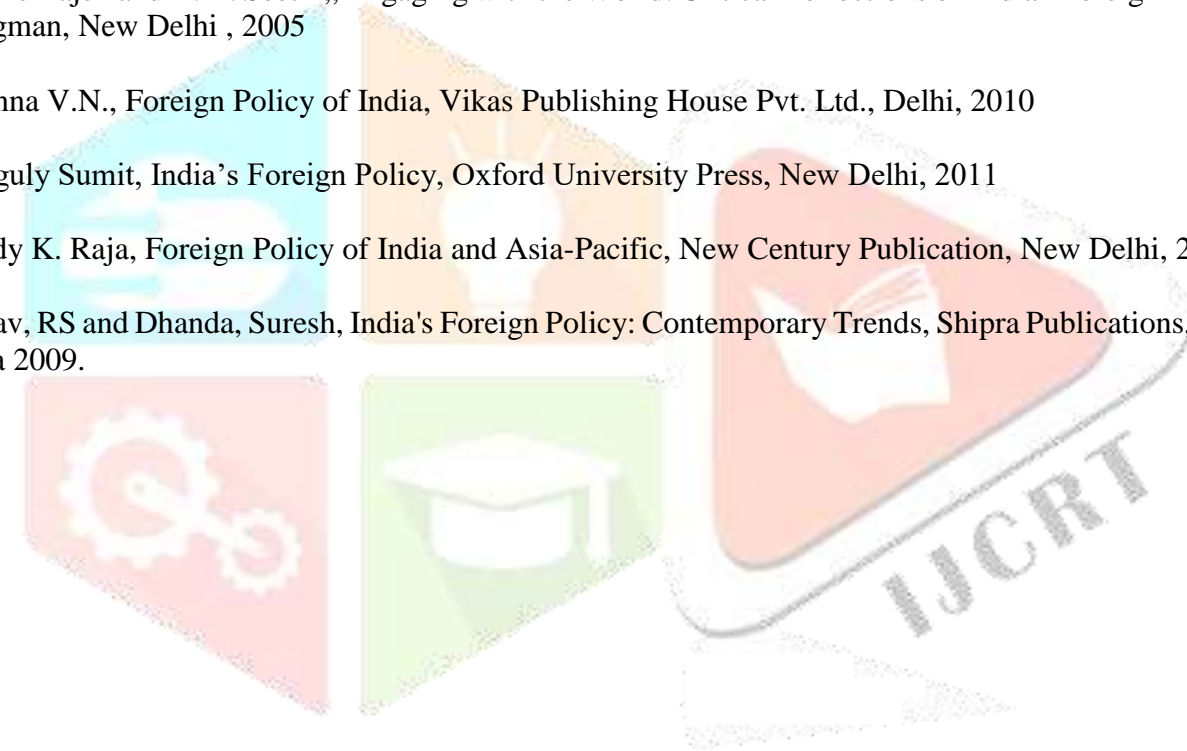 gman, New Delhi , 2005
nna V.N., Foreign Policy of India, Vikas Publishing House Pvt. Ltd., Delhi, 2010
guly Sumit, India’s Foreign Policy, Oxford University Press, New Delhi, 2011
dy K. Raja, Foreign Policy of India and Asia-Pacific, New Century Publication, New Delhi, 2
av, RS and Dhanda, Suresh, India's Foreign Policy: Contemporary Trends, Shipra Publications,
a 2009.
IJCRT